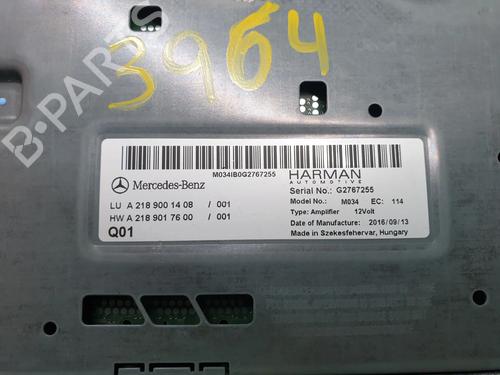 3964
B-PARTS
M034IB0G2767255
Mercedes-Benz
LU A 218 900 14 08 / 001
HW A 218 901 76 00 / 001
Q01
HARMAN
AUTOMOTIVE
Serial No.: G2767255
Model No.: M034 EC: 114
Type: Amplifier 12Volt
Date of Manufacture: 2016/09/13
Made in Szekesfehervar, Hungary